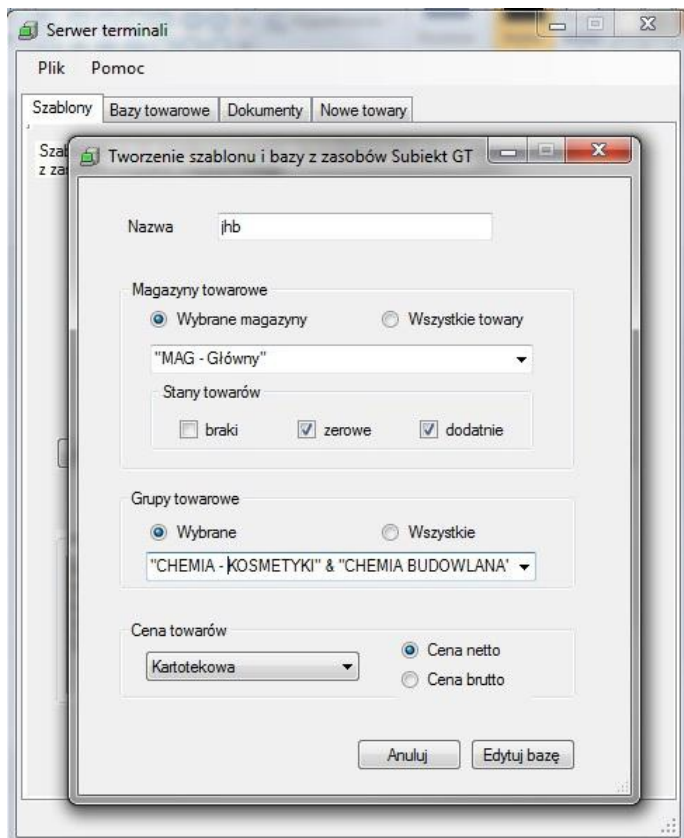 Serwer terminali
Plik Pomoc
Szablony Bazy towarowe Dokumenty Nowe towary
Tworzenie szablonu i bazy z zasobów Subiekt GT
Nazwa jhb
Magazyny towarowe
Wybrane magazyny Wszystkie towary
"MAG - Główny"
Stany towarów
braki zerowe dodatnie
Grupy towarowe
Wybrane Wszystkie
"CHEMIA - KOSMETYKI" & "CHEMIA BUDOWLANA"
Cena towarów
Kartotekowa
Cena netto
Cena brutto
Anuluj Edytuj bazę